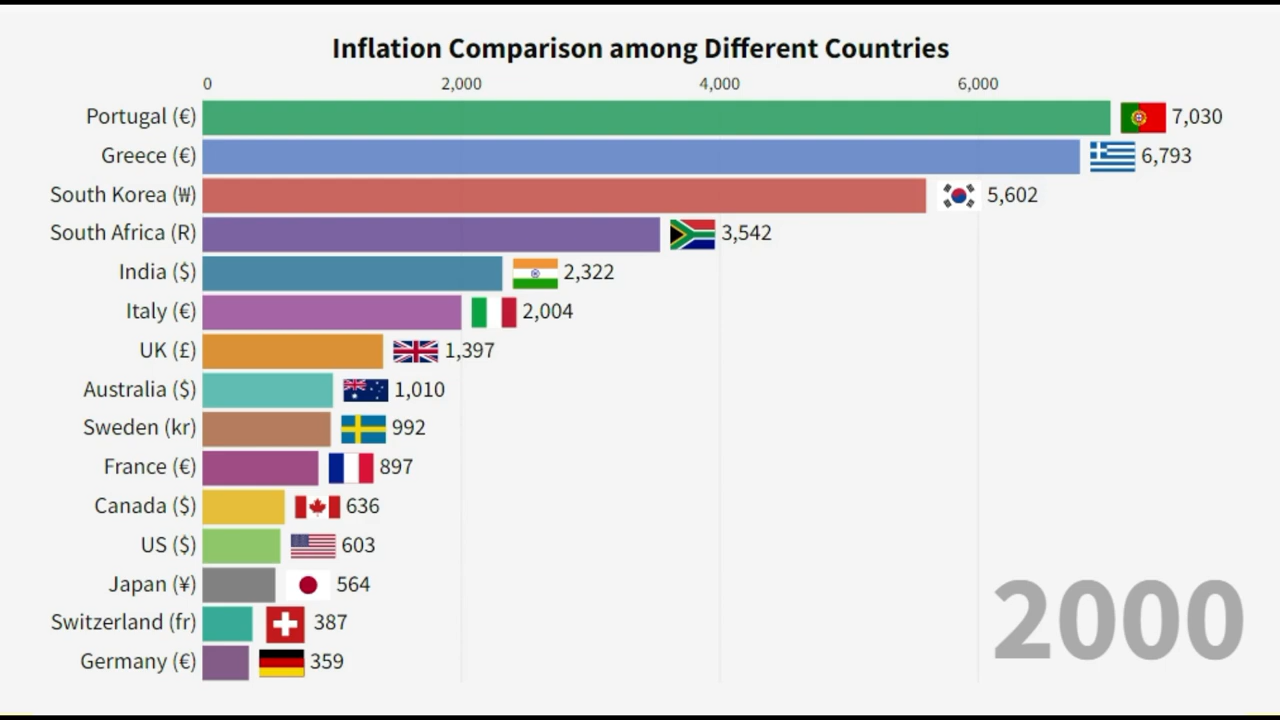 Inflation Comparison among Different Countries
0 2,000 4,000 6,000
Portugal (€) 7,030
Greece (€) 6,793
South Korea (₩) 5,602
South Africa (R) 3,542
India ($) 2,322
Italy (€) 2,004
UK (£) 1,397
Australia ($) 1,010
Sweden (kr) 992
France (€) 897
Canada ($) 636
US ($) 603
Japan (¥) 564
Switzerland (fr) 387
Germany (€) 359
2000